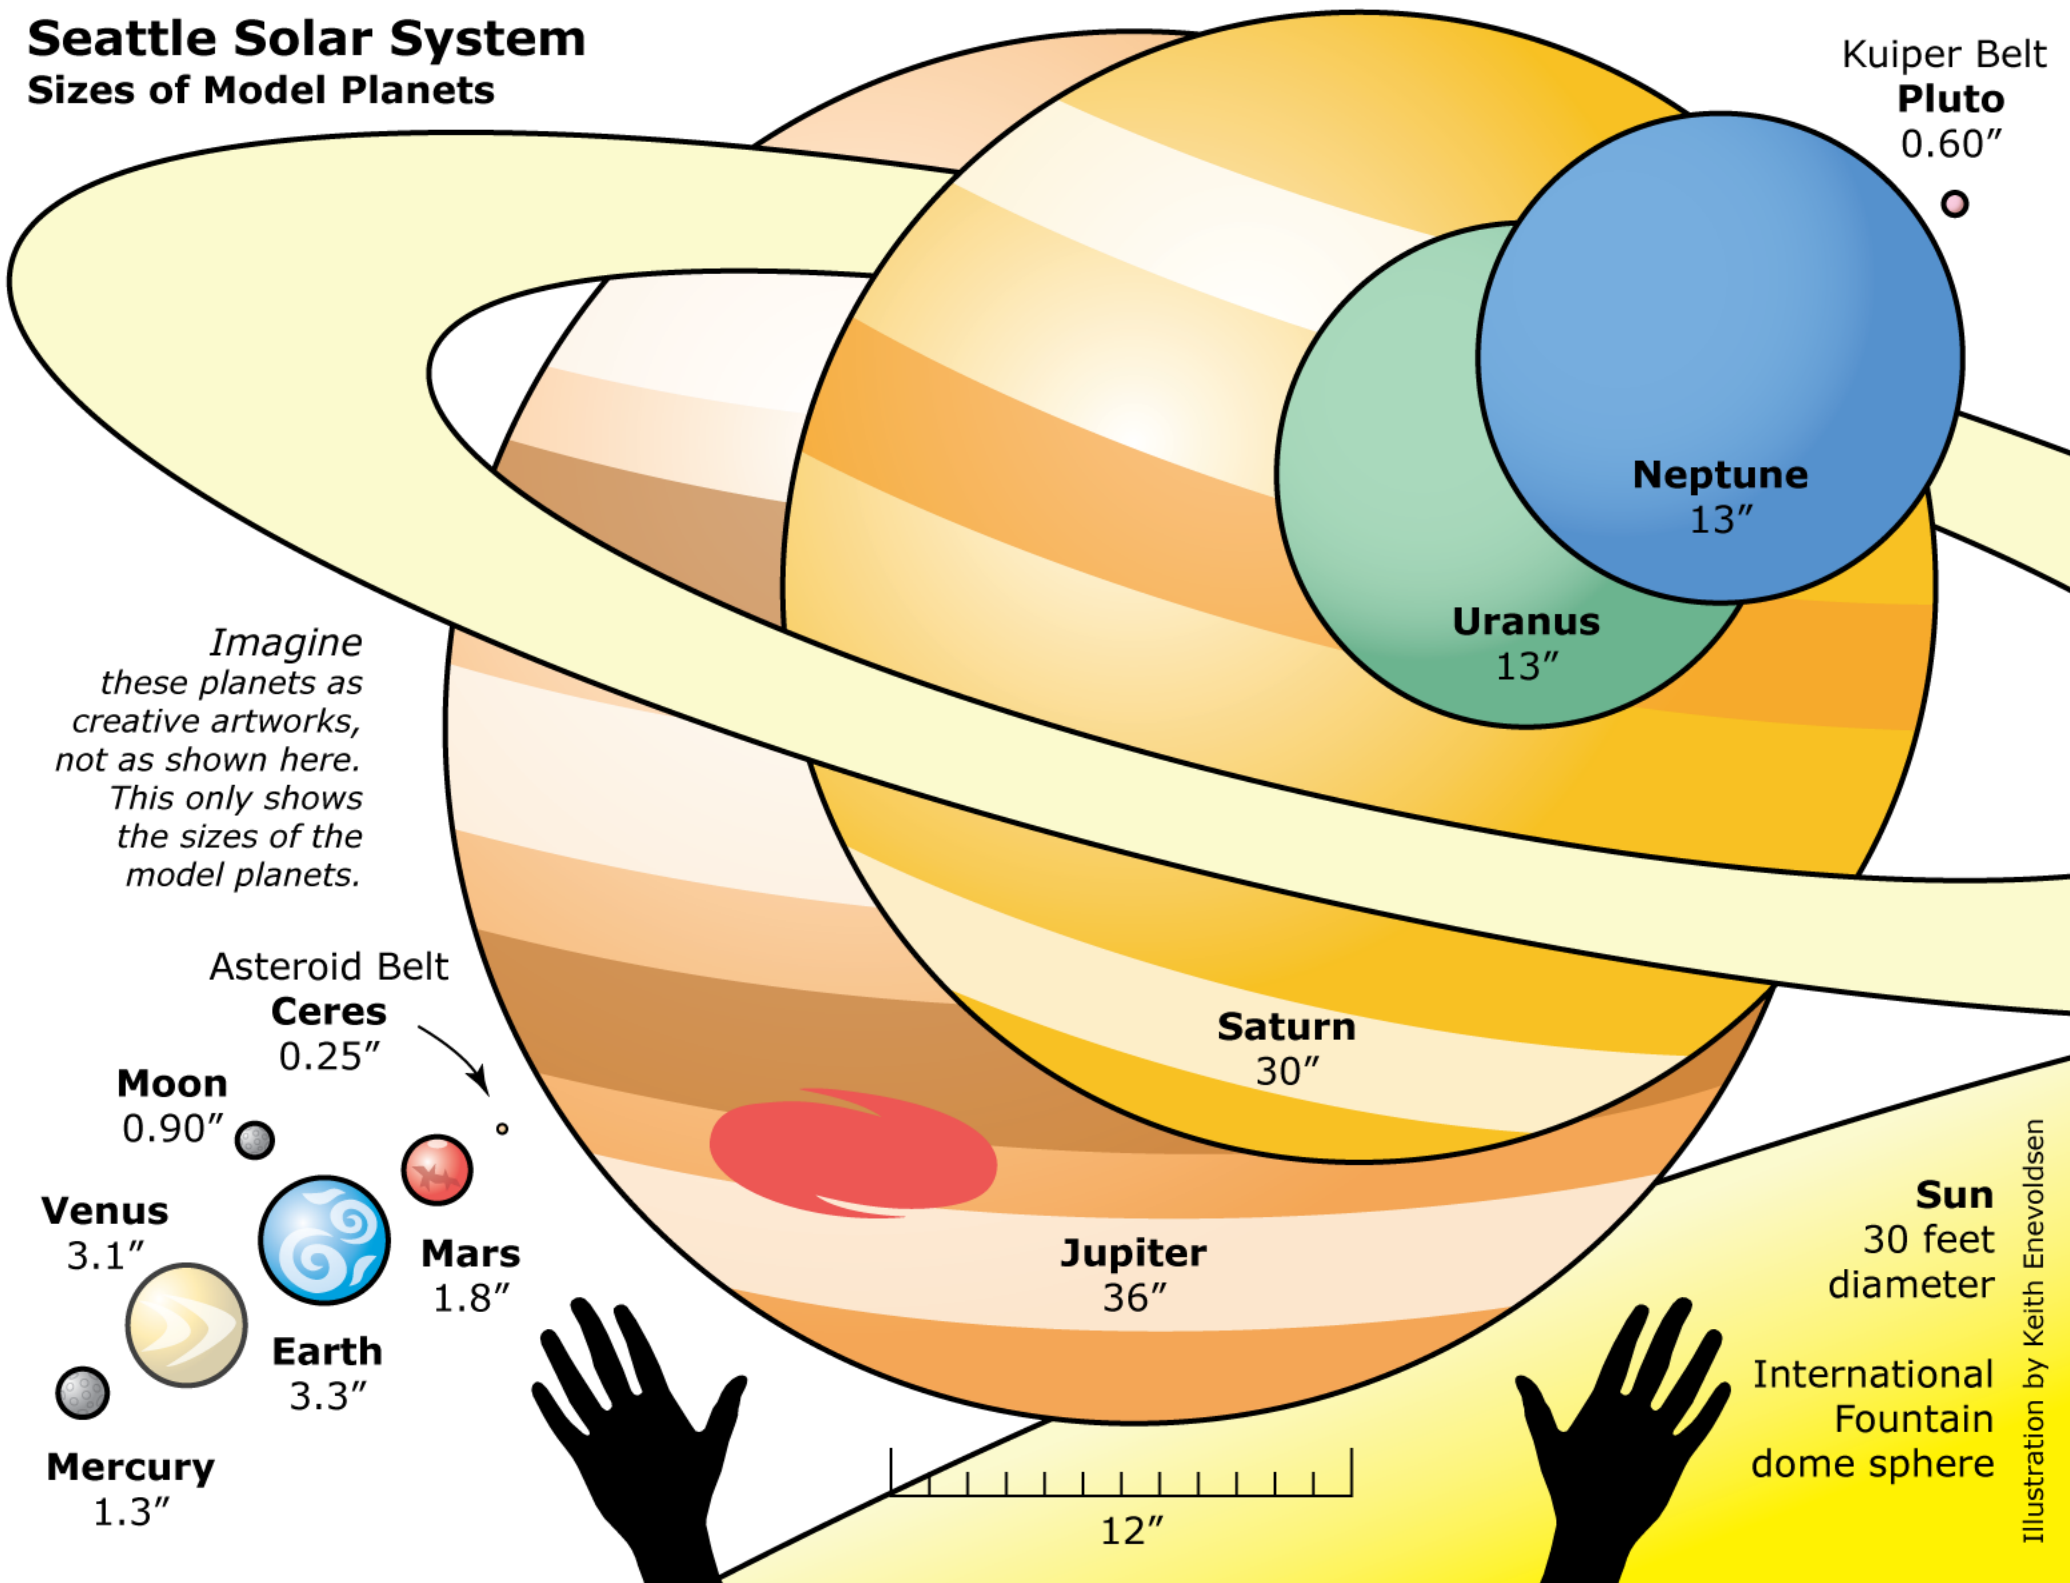 Seattle Solar System
Sizes of Model Planets
Kuiper Belt
Pluto
0.60″
Neptune
13″
Uranus
13″
Imagine
these planets as
creative artworks,
not as shown here.
This only shows
the sizes of the
model planets.
Asteroid Belt
Ceres
0.25″
Moon
0.90″
Saturn
30″
Venus
3.1″
Mars
1.8″
Jupiter
36″
Earth
3.3″
Mercury
1.3″
12″
Sun
30 feet
diameter
International
Fountain
dome sphere
Illustration by Keith Enevoldsen